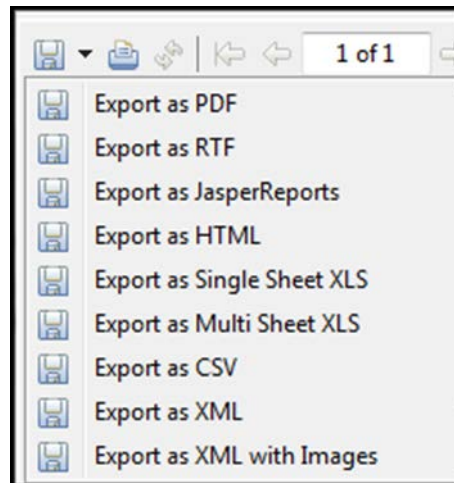 1 of 1
Export as PDF
Export as RTF
Export as JasperReports
Export as HTML
Export as Single Sheet XLS
Export as Multi Sheet XLS
Export as CSV
Export as XML
Export as XML with Images